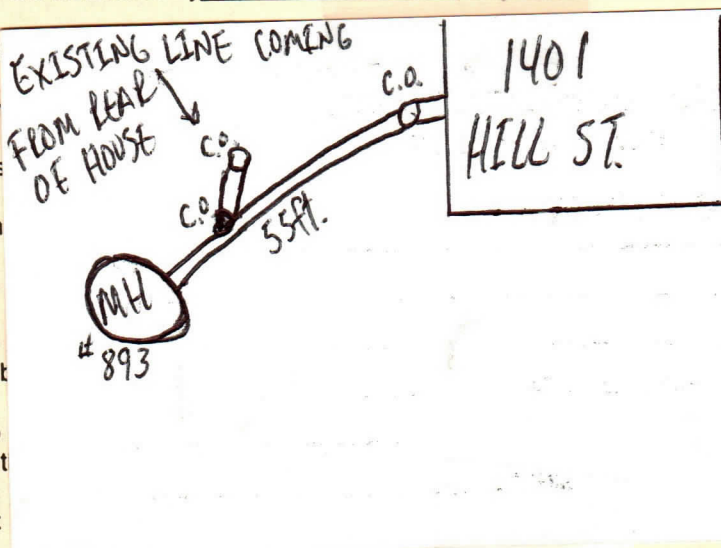 EXISTING LINE COMING
FROM REAR
OF HOUSE
C.O.
C.O.
C.O.
1401
HILL ST.
55ft.
MH
# 893